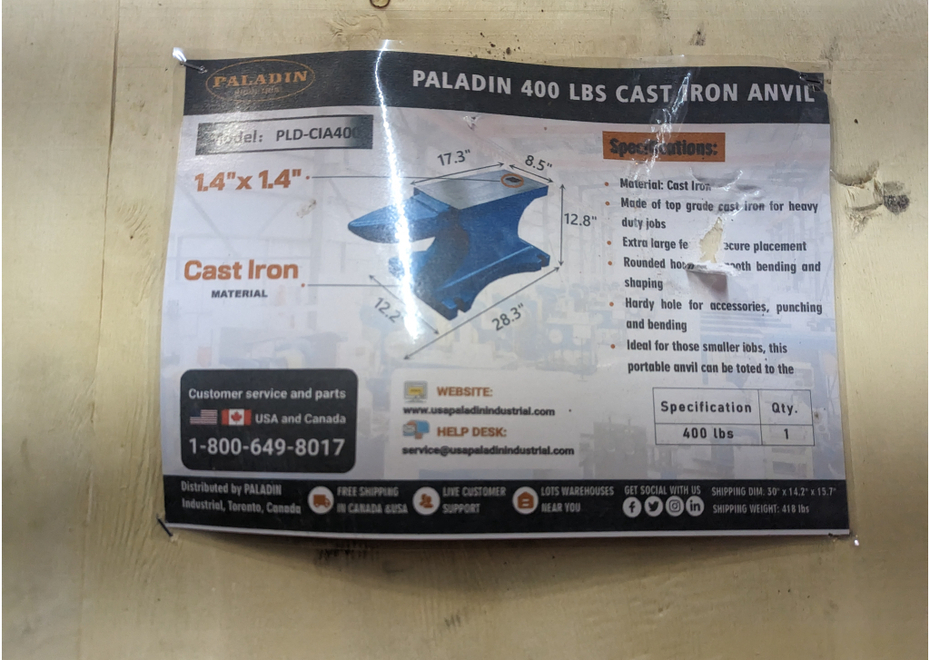 PALADIN
PALADIN 400 LBS CAST IRON ANVIL
Model: PLD-CIA400
1.4"x 1.4"
17.3"
8.5"
12.8"
Cast Iron
MATERIAL
12.2"
28.3"
Specifications:
• Material: Cast Iron
• Made of top grade cast iron for heavy
duty jobs
• Extra large ecure placement
• Rounded oth bending and
shaping
• Hardy hole for accessories, punching
and bending
• Ideal for those smaller jobs, this
portable anvil can be toted to the
Customer service and parts
USA and Canada
1-800-649-8017
WEBSITE:
www.usapaladinindustrial.com
HELP DESK:
service@usapaladinindustrial.com
Specification Qty.
400 lbs 1
Distributed by PALADIN
Industrial, Toronto, Canada
FREE SHIPPING
IN CANADA &USA
LIVE CUSTOMER
SUPPORT
LOTS WAREHOUSES
NEAR YOU
GET SOCIAL WITH US
SHIPPING DIM. 30" x 14.2" x 15.7"
SHIPPING WEIGHT: 418 lbs